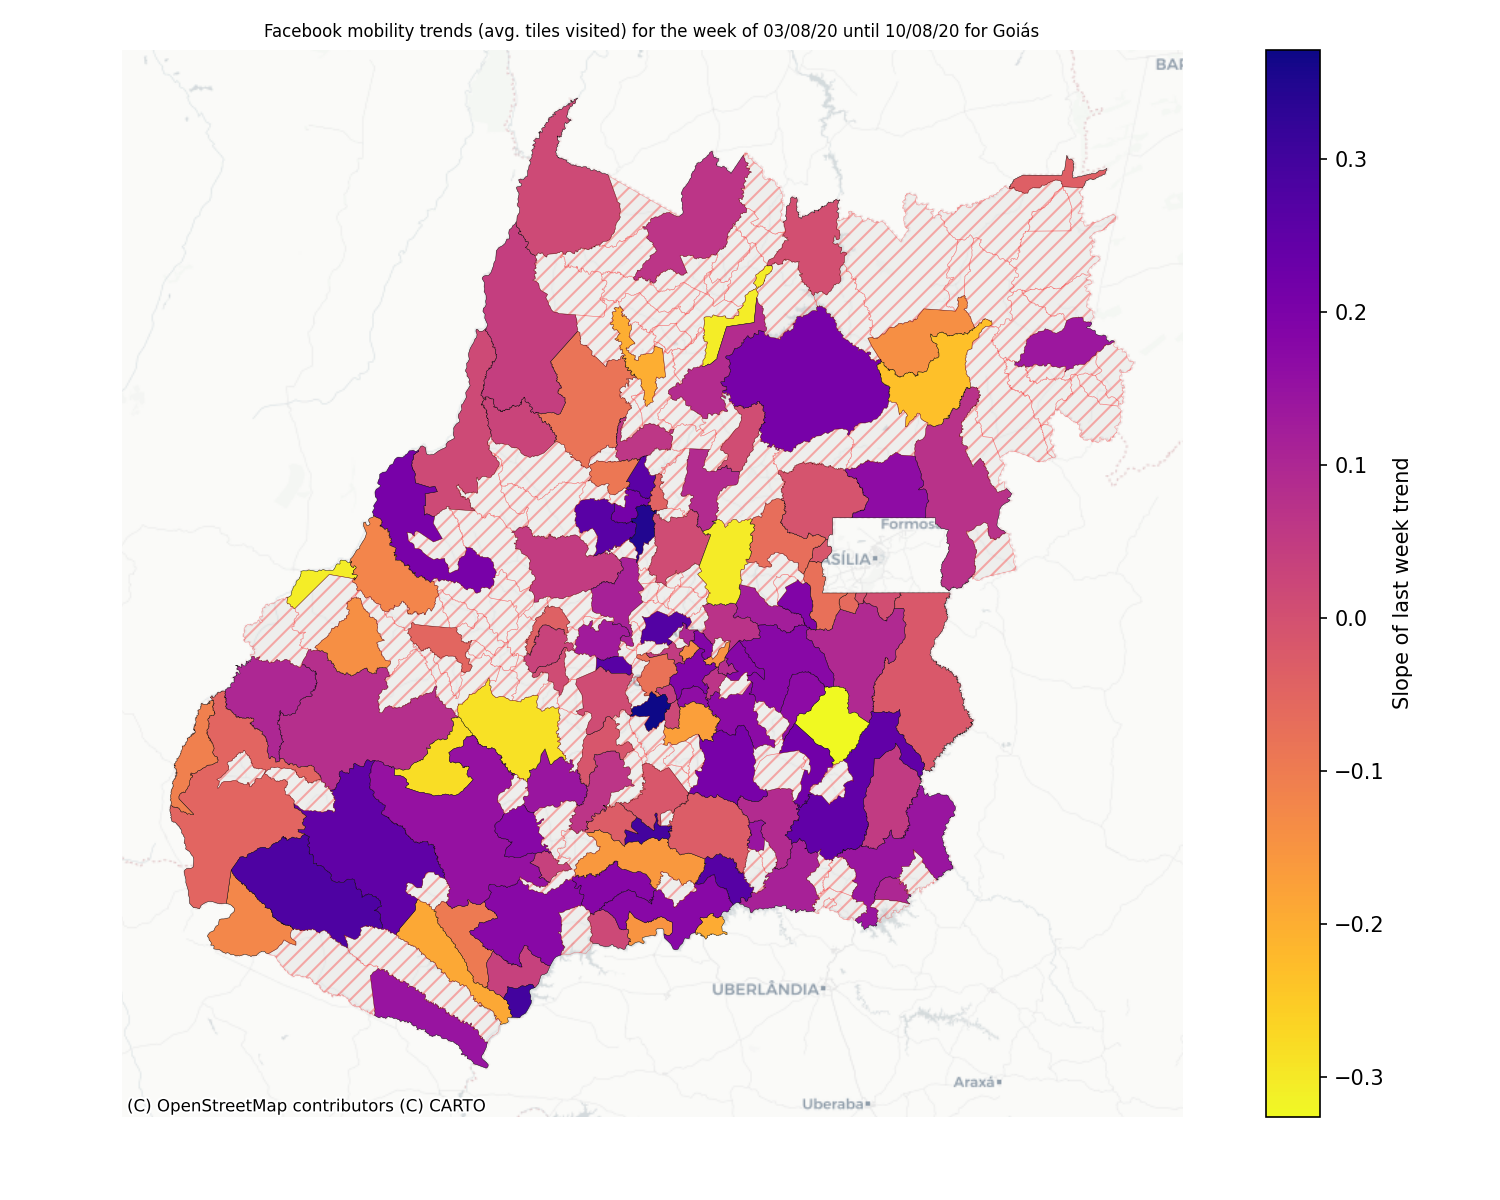 Facebook mobility trends (avg. tiles visited) for the week of 03/08/20 until 10/08/20 for Goiás
BAR
Formos
ASÍLIA
UBERLÂNDIA
Araxá
Uberaba
(C) OpenStreetMap contributors (C) CARTO
0.3
0.2
0.1
0.0
−0.1
−0.2
−0.3
Slope of last week trend